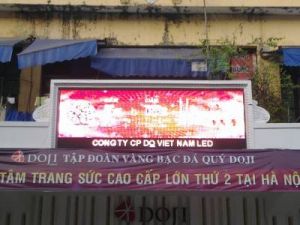 CÔNG TY CP DQ VIET NAM LED
DOJI TẬP ĐOÀN VÀNG BẠC ĐÁ QUÝ DOJI
TÂM TRANG SỨC CAO CẤP LỚN THỨ 2 TẠI HÀ NỘ
DOJI